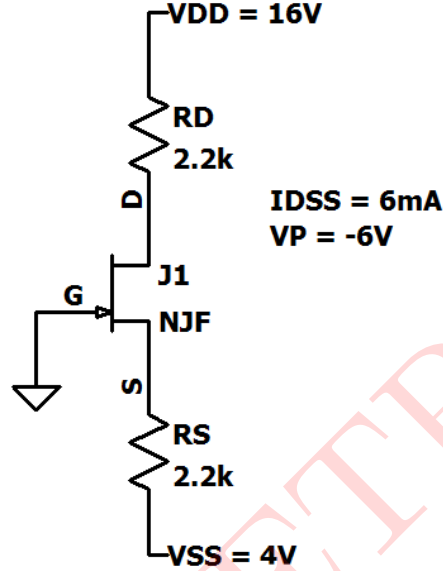 VDD = 16V
RD
2.2k
D
IDSS = 6mA
VP = -6V
J1
G
NJF
S
RS
2.2k
VSS = 4V